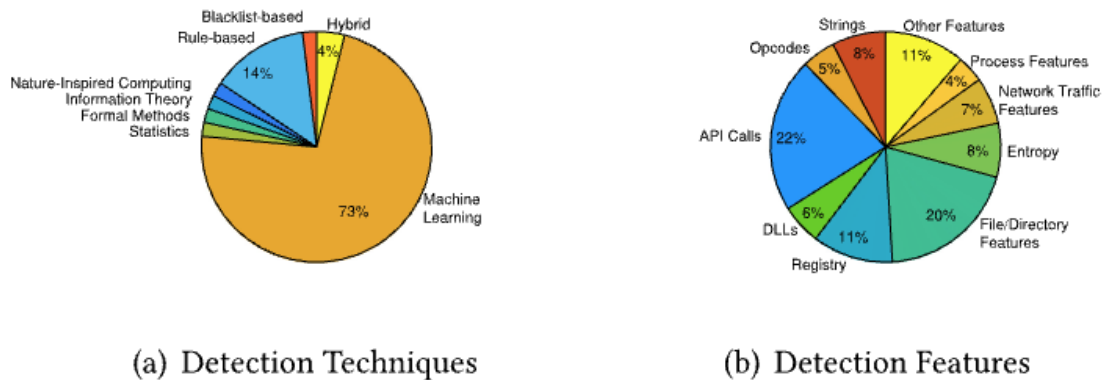 Blacklist-based
Hybrid
Rule-based
4%
14%
Nature-Inspired Computing
Information Theory
Formal Methods
Statistics
Machine
Learning
73%
(a) Detection Techniques
Strings
Other Features
Opcodes
8%
11%
Process Features
5%
4%
Network Traffic
Features
7%
API Calls
22%
Entropy
8%
File/Directory
Features
20%
DLLs
6%
Registry
11%
(b) Detection Features